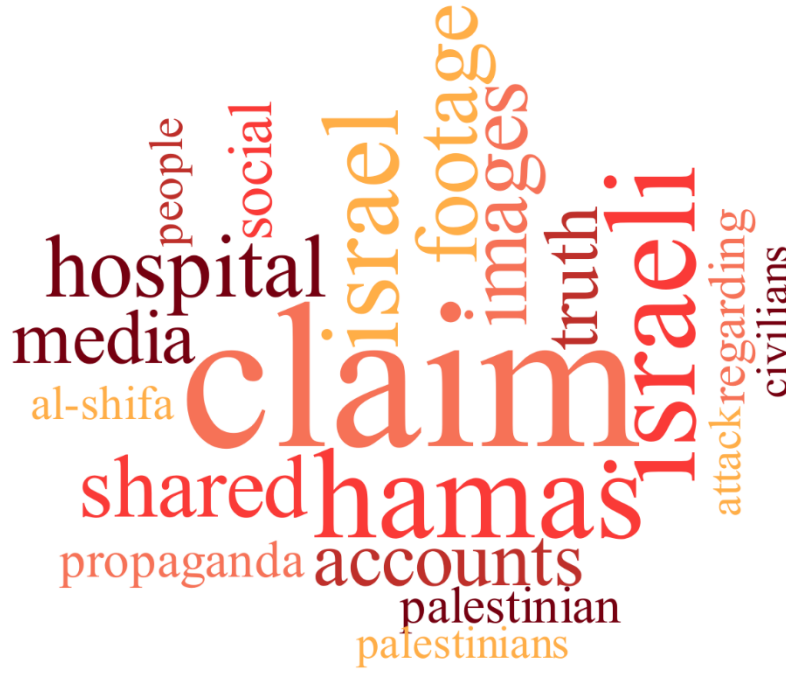 people
social
israel
footage
images
truth
israeli
regarding
civilians
hospital
media
al-shifa
claim
attack
shared
hamas
propaganda
accounts
palestinian
palestinians